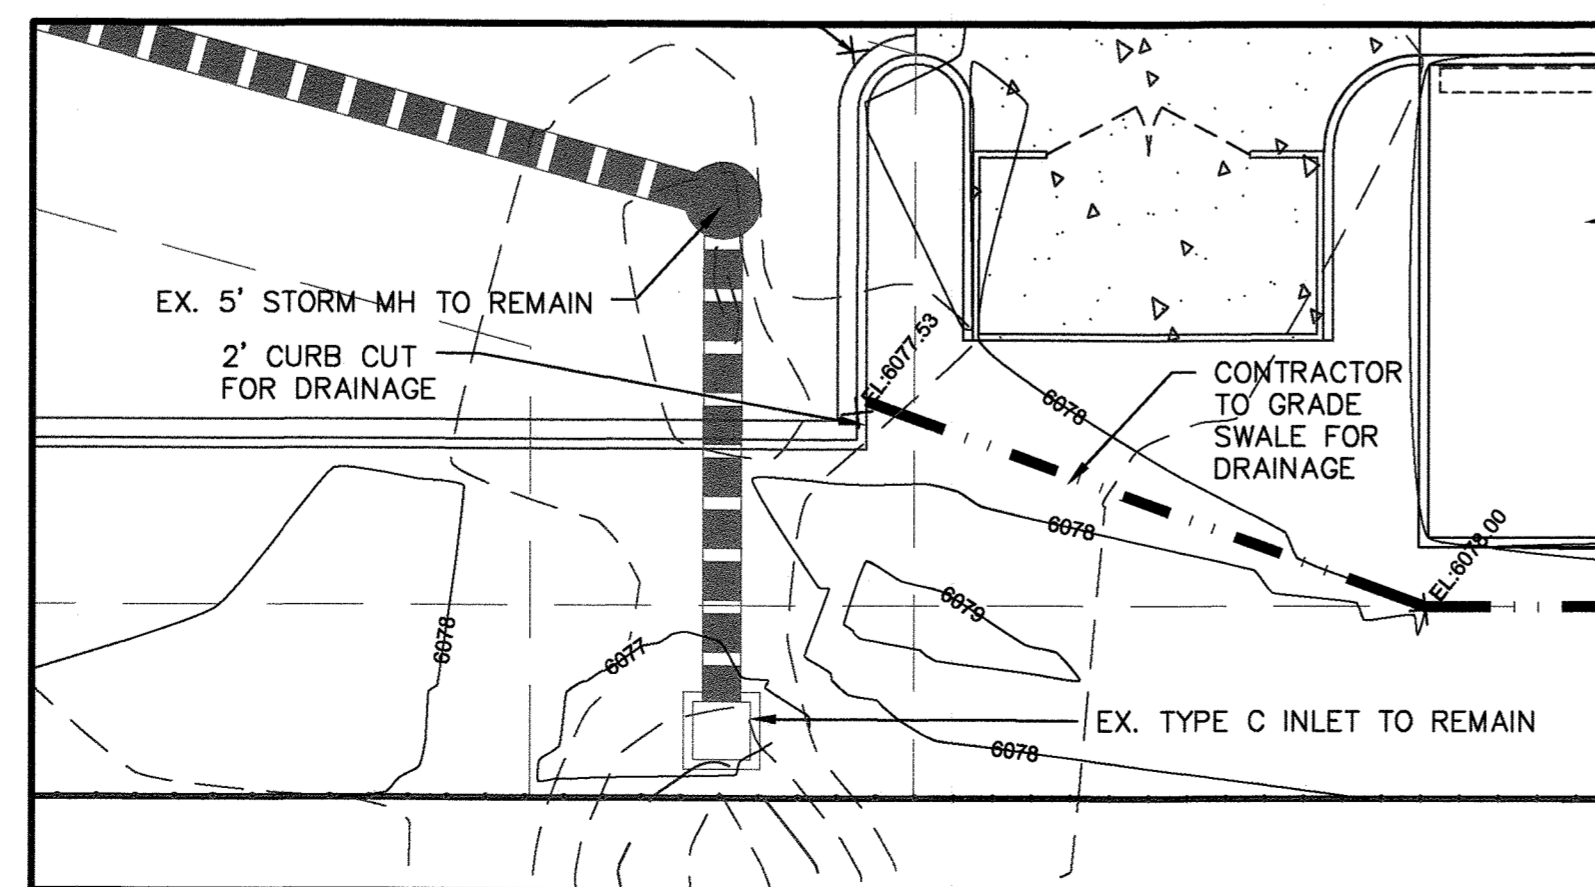 EX. 5' STORM MH TO REMAIN
2' CURB CUT
FOR DRAINAGE
EL:6077.53
6078
CONTRACTOR
TO GRADE
SWALE FOR
DRAINAGE
6078
EL:6078.00
6079
6078
6077
EX. TYPE C INLET TO REMAIN
6078